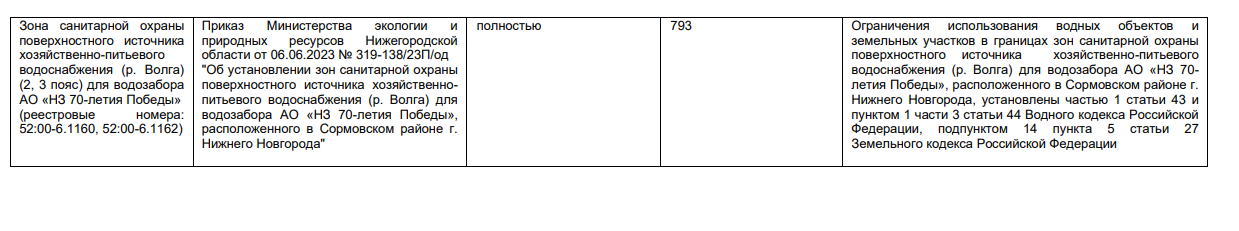 Зона санитарной охраны
поверхностного источника
хозяйственно-питьевого
водоснабжения (р. Волга)
(2, 3 пояс) для водозабора
АО «НЗ 70-летия Победы»
(реестровые номера:
52:00-6.1160, 52:00-6.1162)
Приказ Министерства экологии и
природных ресурсов Нижегородской
области от 06.06.2023 № 319-138/23П/од
"Об установлении зон санитарной охраны
поверхностного источника хозяйственно-
питьевого водоснабжения (р. Волга) для
водозабора АО «НЗ 70-летия Победы»,
расположенного в Сормовском районе г.
Нижнего Новгорода"
полностью
793
Ограничения использования водных объектов и
земельных участков в границах зон санитарной охраны
поверхностного источника хозяйственно-питьевого
водоснабжения (р. Волга) для водозабора АО «НЗ 70-
летия Победы», расположенного в Сормовском районе г.
Нижнего Новгорода, установлены частью 1 статьи 43 и
пунктом 1 части 3 статьи 44 Водного кодекса Российской
Федерации, подпунктом 14 пункта 5 статьи 27
Земельного кодекса Российской Федерации